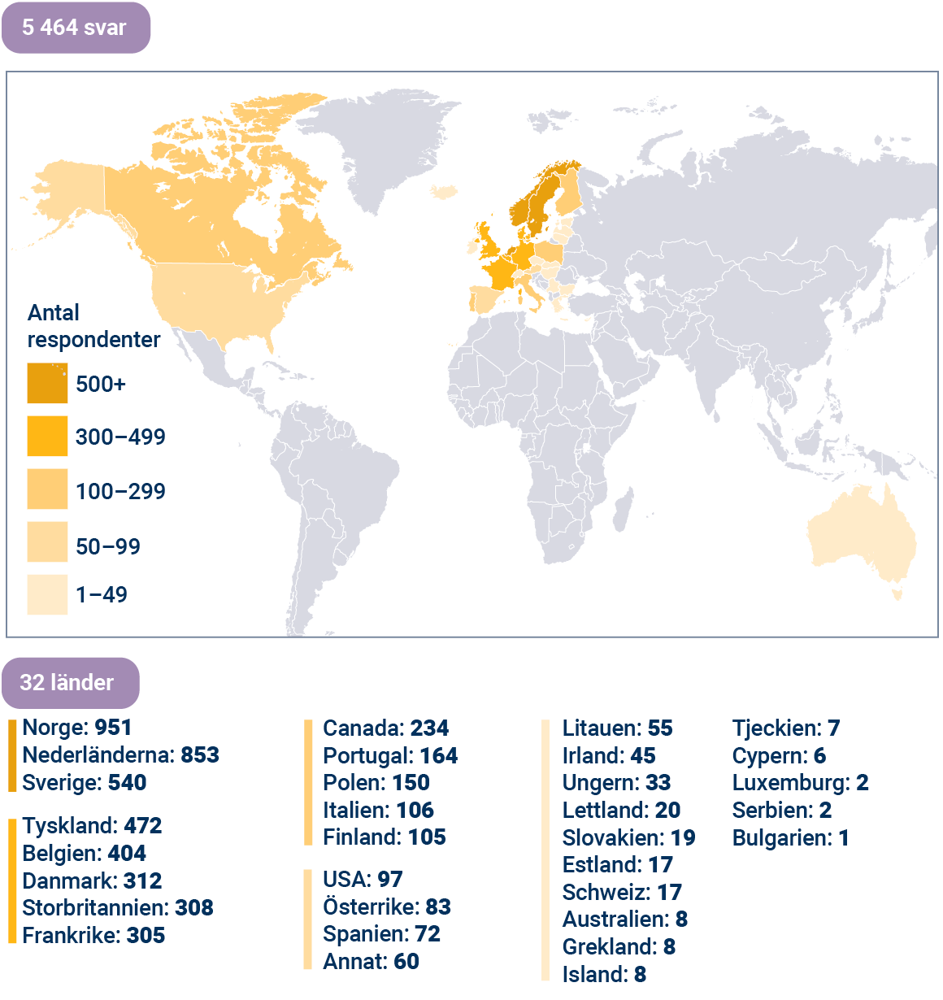 5 464 svar
Antal
respondenter
500+
300–499
100–299
50–99
1–49
32 länder
Norge: 951
Nederländerna: 853
Sverige: 540
Tyskland: 472
Belgien: 404
Danmark: 312
Storbritannien: 308
Frankrike: 305
Canada: 234
Portugal: 164
Polen: 150
Italien: 106
Finland: 105
USA: 97
Österrike: 83
Spanien: 72
Annat: 60
Litauen: 55
Irland: 45
Ungern: 33
Lettland: 20
Slovakien: 19
Estland: 17
Schweiz: 17
Australien: 8
Grekland: 8
Island: 8
Tjeckien: 7
Cypern: 6
Luxemburg: 2
Serbien: 2
Bulgarien: 1